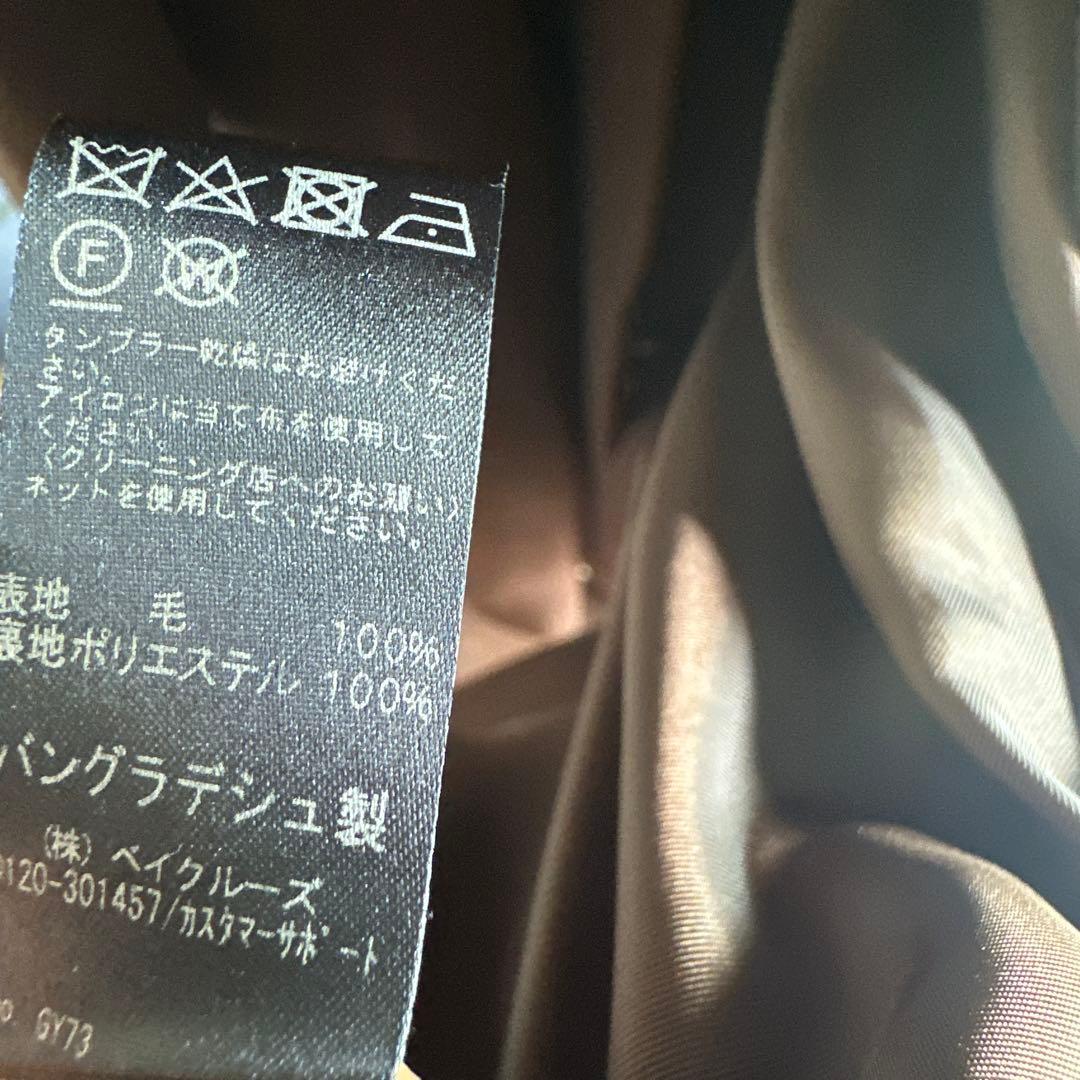 F W
タンブラー乾燥はお避けくだ
さい。
アイロンは当て布を使用して
ください。
〈クリーニング店へのお願い〉
ネットを使用してください。
表地 毛 100%
裏地ポリエステル 100%
バングラデシュ製
(株) ベイクルーズ
0120-301457/カスタマーサポート
GY73